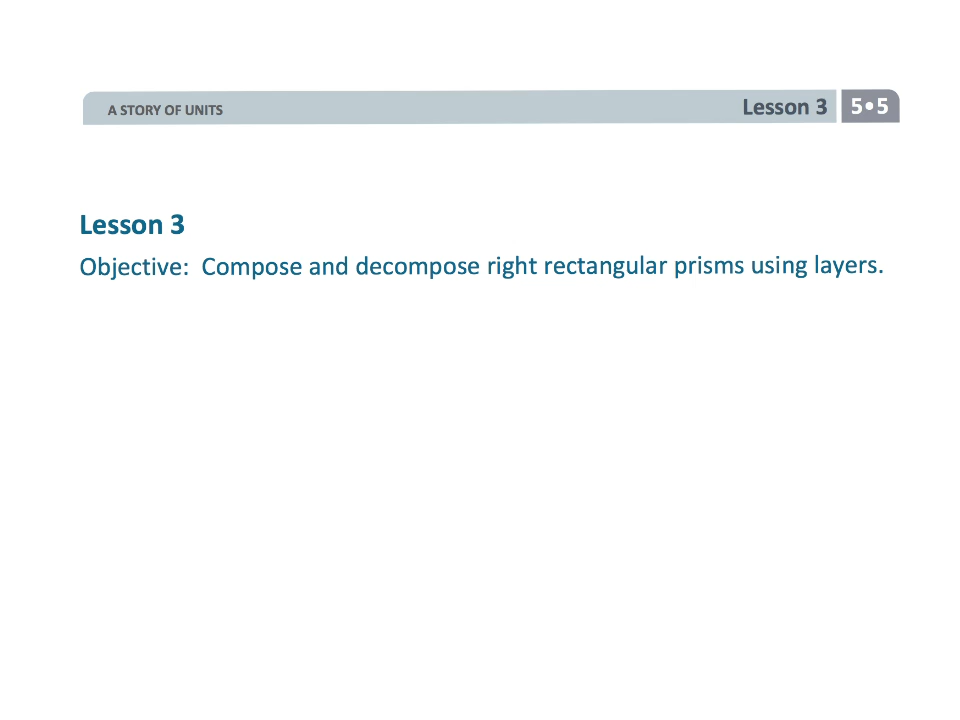 A STORY OF UNITS
Lesson 3
5•5
Lesson 3
Objective:  Compose and decompose right rectangular prisms using layers.